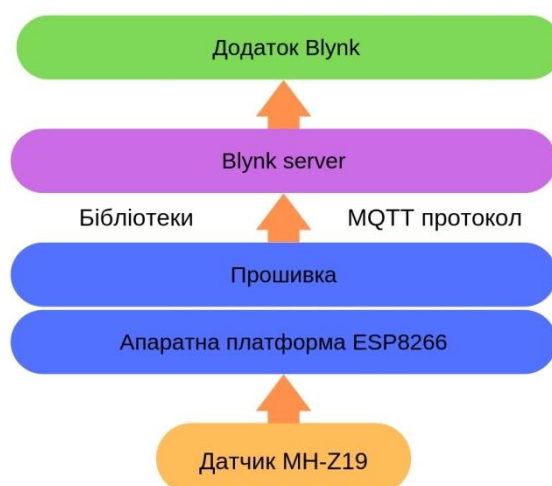 Додаток Blynk
Blynk server
Бібліотеки MQTT протокол
Прошивка
Апаратна платформа ESP8266
Датчик MH-Z19